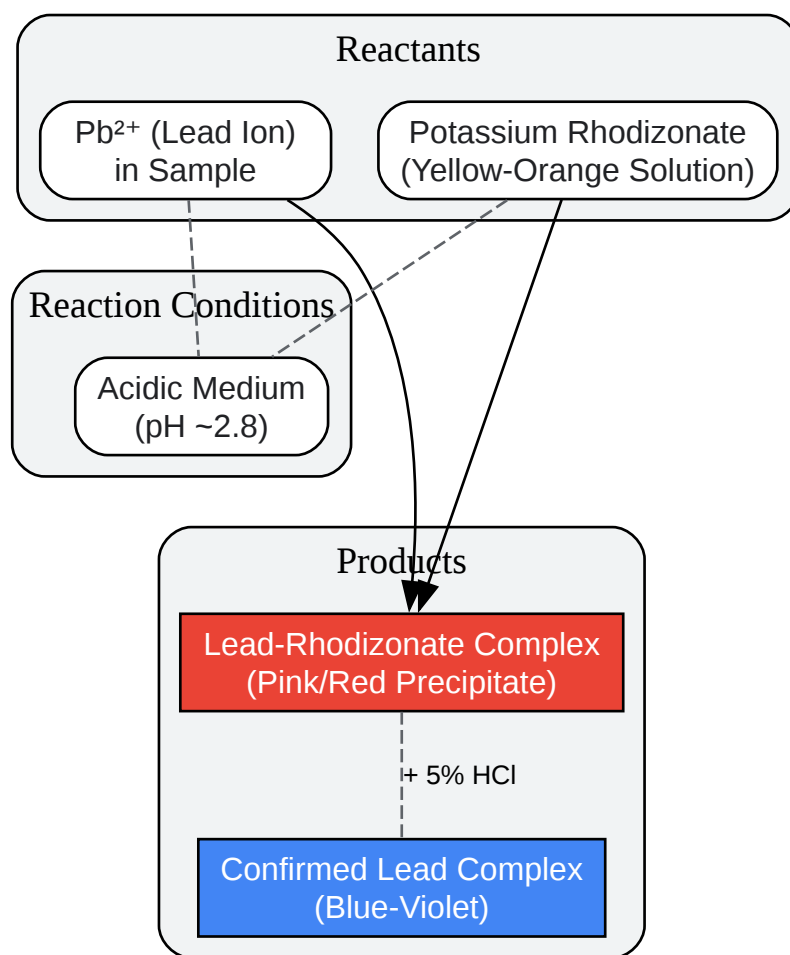 Reactants
Pb²⁺ (Lead Ion)
in Sample
Potassium Rhodizonate
(Yellow-Orange Solution)
Reaction Conditions
Acidic Medium
(pH ~2.8)
Products
Lead-Rhodizonate Complex
(Pink/Red Precipitate)
+ 5% HCl
Confirmed Lead Complex
(Blue-Violet)